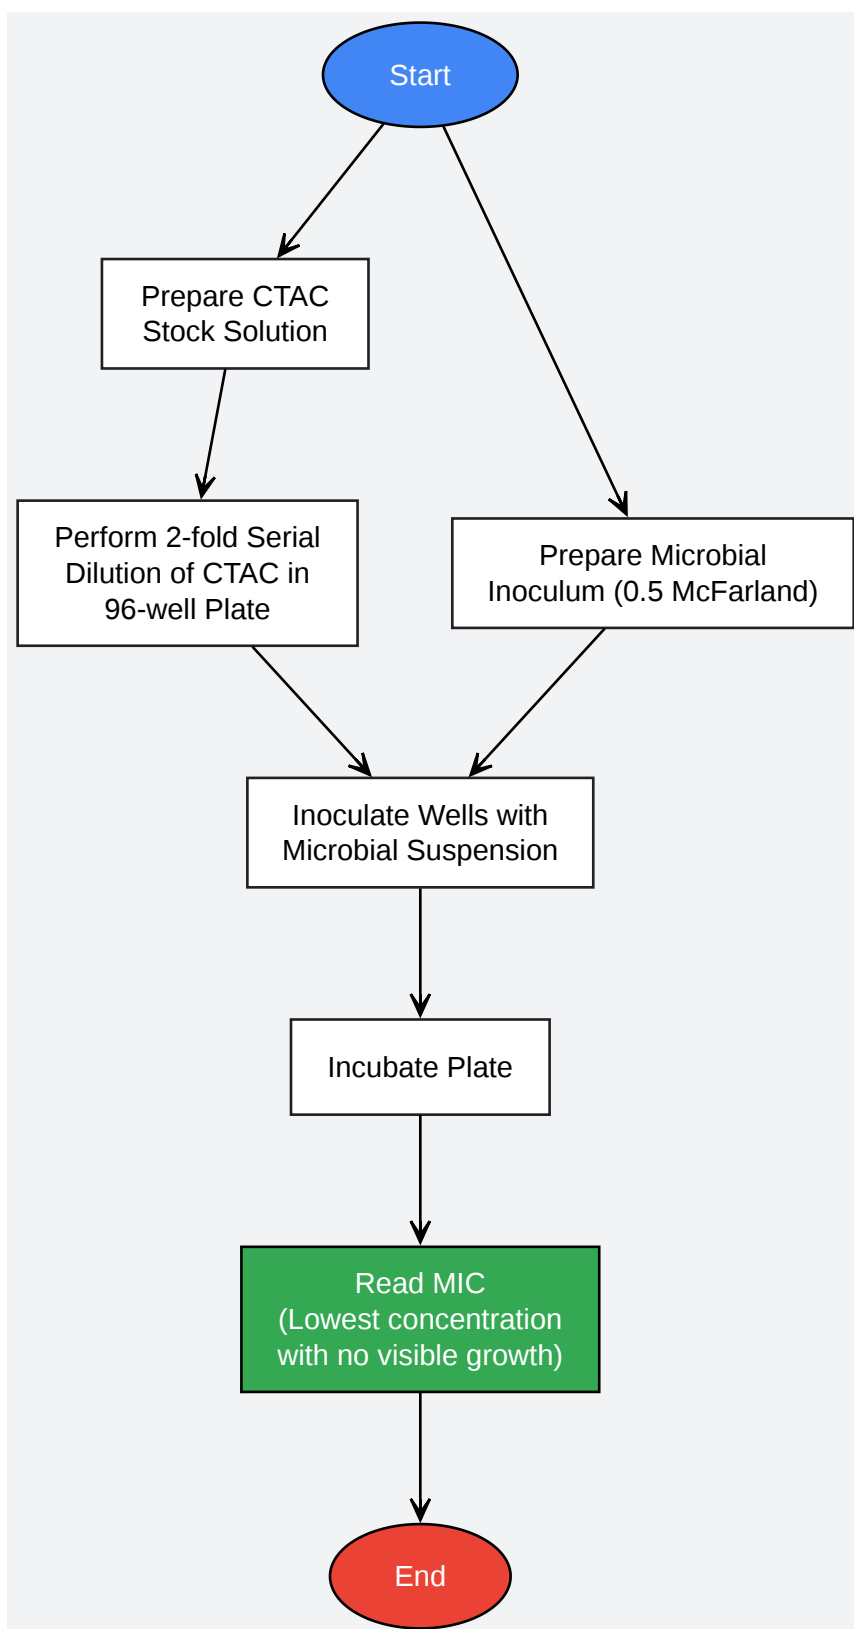 Start
Prepare CTAC
Stock Solution
Perform 2-fold Serial
Dilution of CTAC in
96-well Plate
Prepare Microbial
Inoculum (0.5 McFarland)
Inoculate Wells with
Microbial Suspension
Incubate Plate
Read MIC
(Lowest concentration
with no visible growth)
End